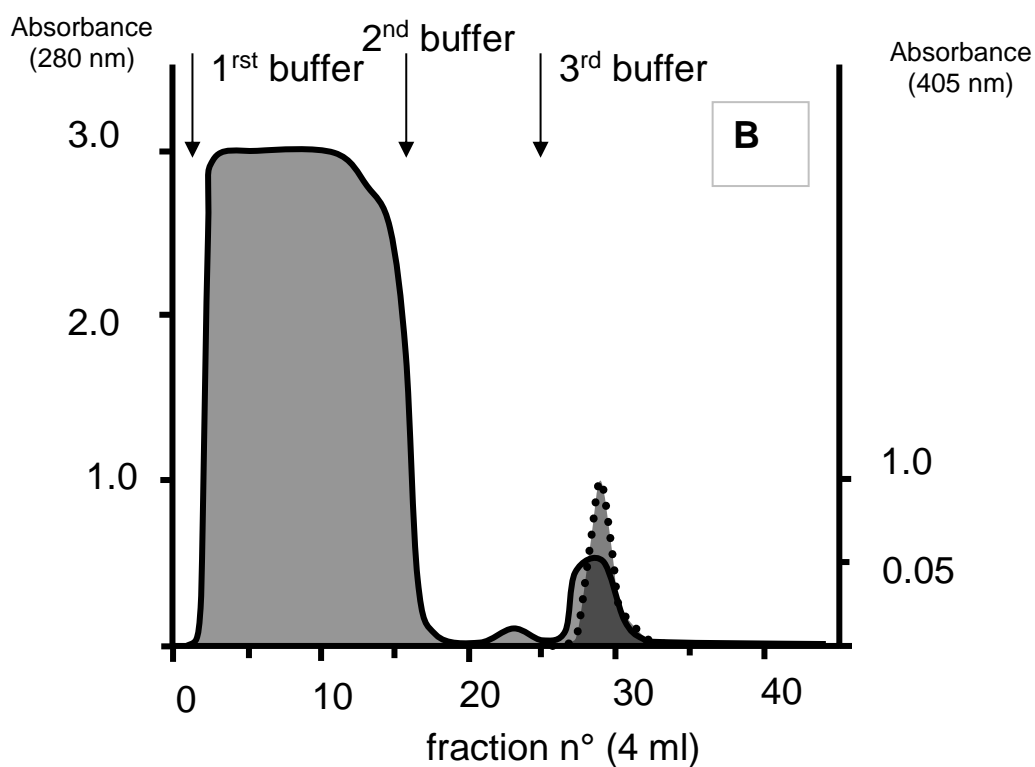 Absorbance
(280 nm)
1rst buffer
2nd buffer
3rd buffer
Absorbance
(405 nm)
B
3.0
2.0
1.0
1.0
0.05
0 10 20 30 40
fraction n° (4 ml)